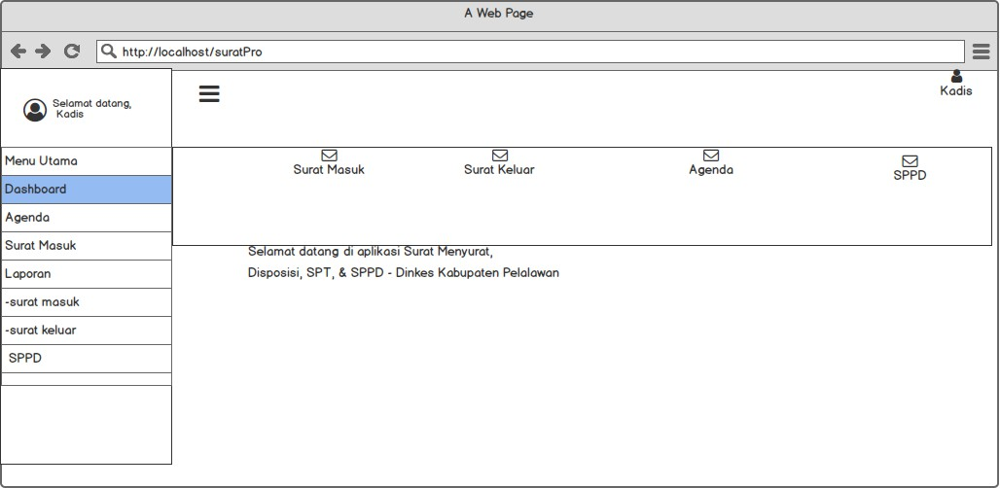 A Web Page
http://localhost/suratPro
Selamat datang,
Kadis
Kadis
Menu Utama
Dashboard
Agenda
Surat Masuk
Laporan
-surat masuk
-surat keluar
SPPD
Surat Masuk
Surat Keluar
Agenda
SPPD
Selamat datang di aplikasi Surat Menyurat,
Disposisi, SPT, & SPPD - Dinkes Kabupaten Pelalawan